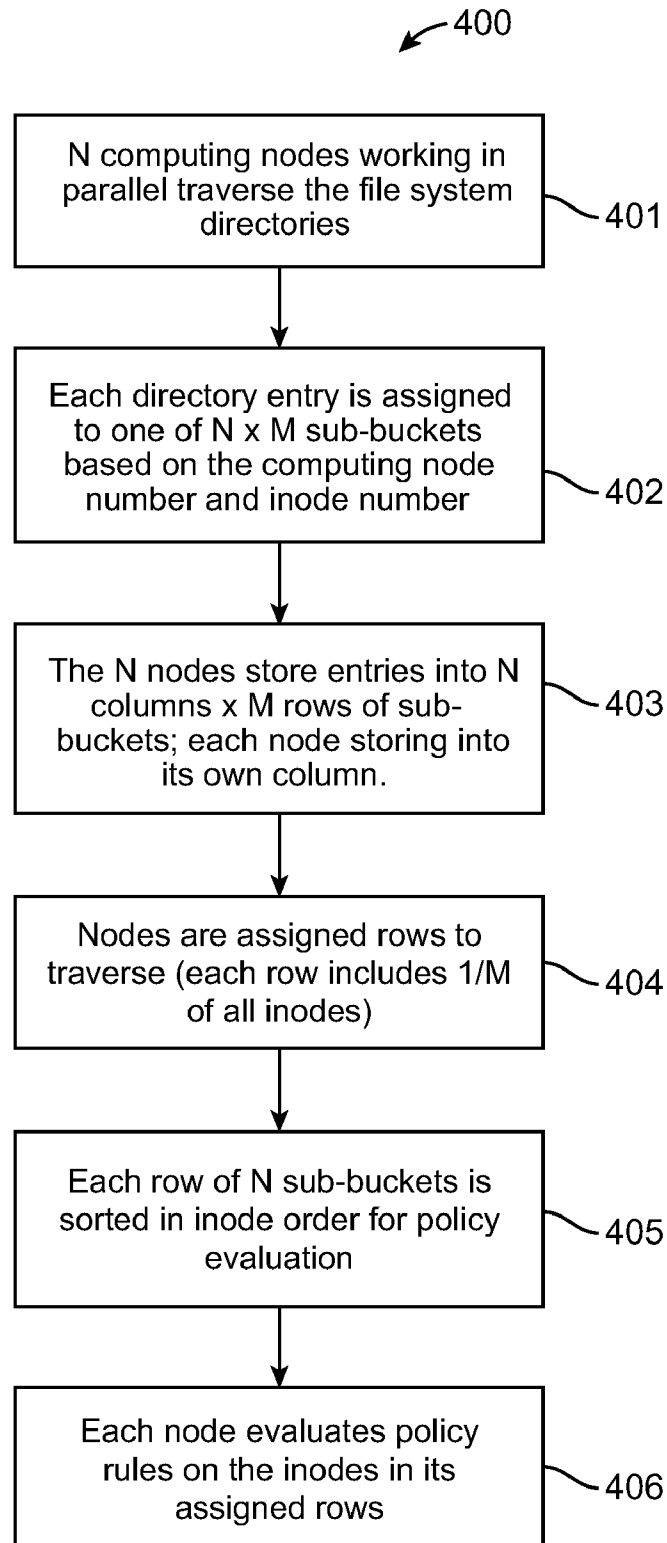 400
N computing nodes working in
parallel traverse the file system
directories
401
Each directory entry is assigned
to one of N x M sub-buckets
based on the computing node
number and inode number
402
The N nodes store entries into N
columns x M rows of sub-
buckets; each node storing into
its own column.
403
Nodes are assigned rows to
traverse (each row includes 1/M
of all inodes)
404
Each row of N sub-buckets is
sorted in inode order for policy
evaluation
405
Each node evaluates policy
rules on the inodes in its
assigned rows
406